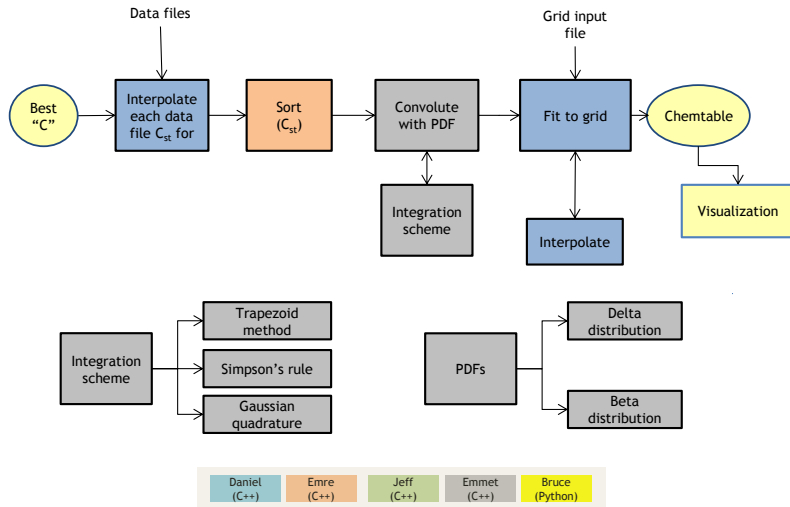 Data files
Grid input
file
Best
"C"
Interpolate
each data
file Cst for
Sort
(Cst)
Convolute
with PDF
Fit to grid
Chemtable
Integration
scheme
Interpolate
Visualization
Integration
scheme
Trapezoid
method
Simpson's rule
Gaussian
quadrature
PDFs
Delta
distribution
Beta
distribution
Daniel
(C++)
Emre
(C++)
Jeff
(C++)
Emmet
(C++)
Bruce
(Python)